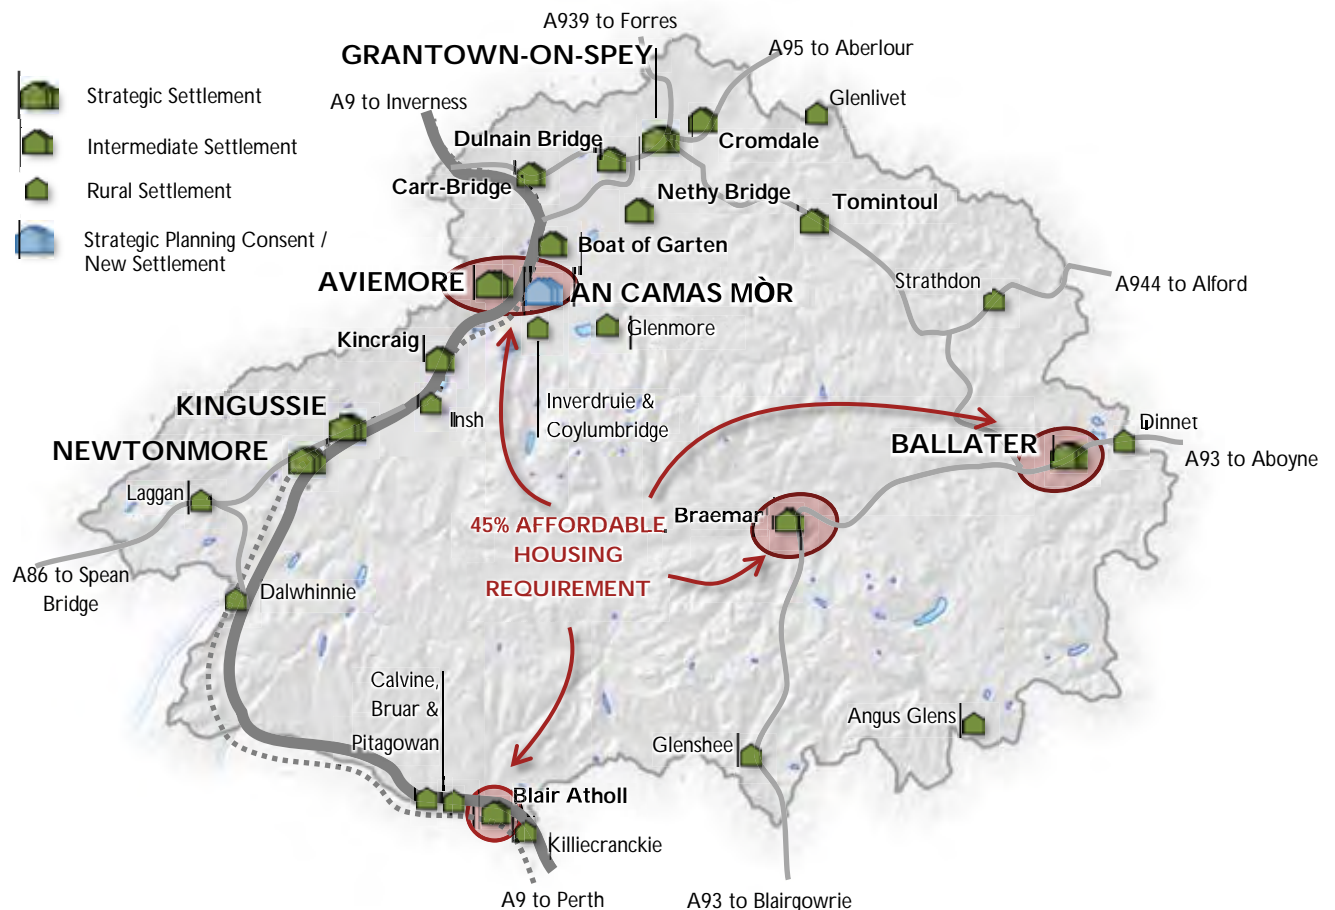 A939 to Forres
GRANTOWN-ON-SPEY
A95 to Aberlour
Strategic Settlement
A9 to Inverness
Glenlivet
Intermediate Settlement
Dulnain Bridge
Cromdale
Rural Settlement
Carr-Bridge
Nethy Bridge
Tomintoul
Strategic Planning Consent /
New Settlement
Boat of Garten
AVIEMORE
AN CAMAS MÒR
Strathdon
A944 to Alford
Glenmore
Kincraig
KINGUSSIE
Insh
Inverdruie &
Coylumbridge
Dinnet
NEWTONMORE
BALLATER
A93 to Aboyne
Laggan
45% AFFORDABLE
HOUSING
REQUIREMENT
Braemar
A86 to Spean
Bridge
Dalwhinnie
Calvine,
Bruar &
Pitagowan
Angus Glens
Glenshee
Blair Atholl
Killiecranckie
A9 to Perth
A93 to Blairgowrie